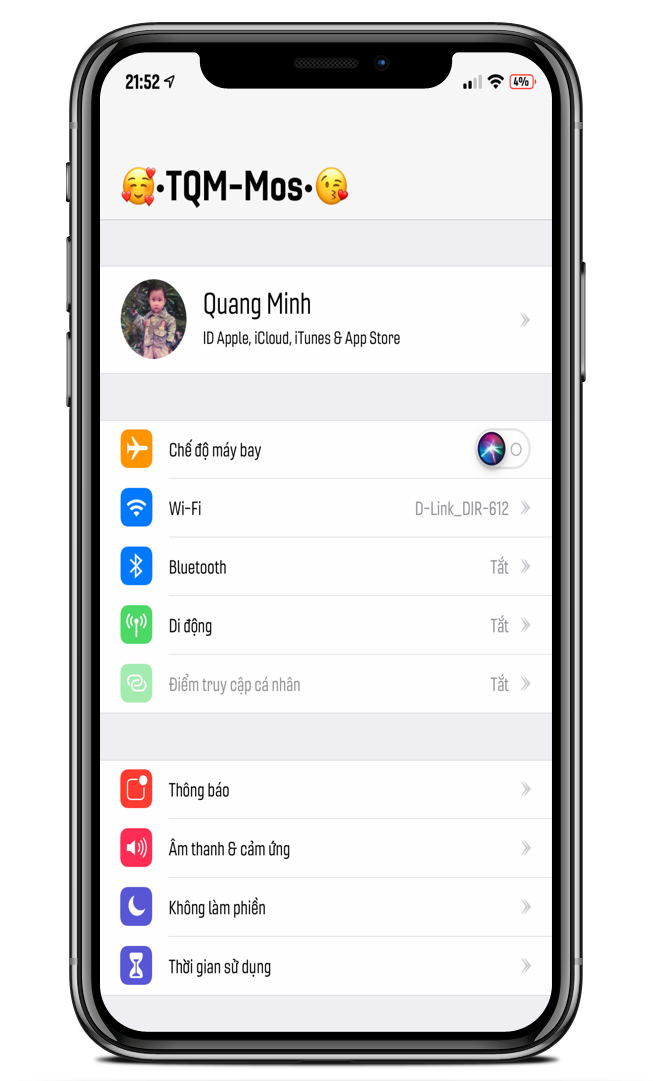 21:52
4%
🥰•TQM-Mos•😘
Quang Minh
ID Apple, iCloud, iTunes & App Store
Chế độ máy bay
Wi-Fi D-Link_DIR-612
Bluetooth Tắt
Di động Tắt
Điểm truy cập cá nhân Tắt
Thông báo
Âm thanh & cảm ứng
Không làm phiền
Thời gian sử dụng